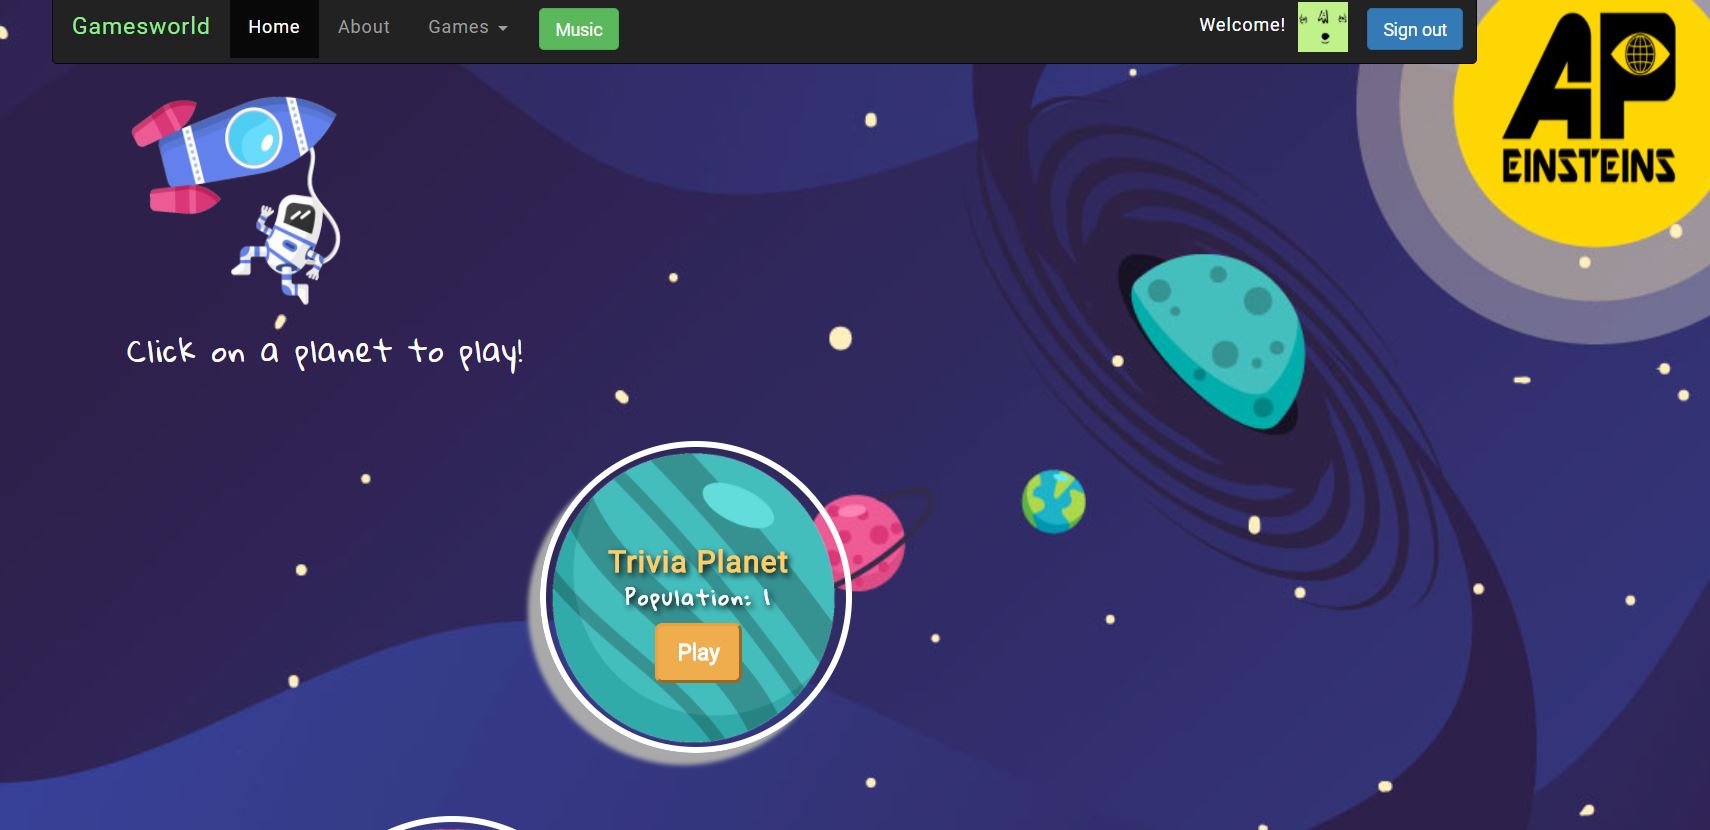 Gamesworld Home About Games Music Welcome! Sign out
AP
EINSTEINS
Click on a planet to play!
Trivia Planet
Population: 1
Play